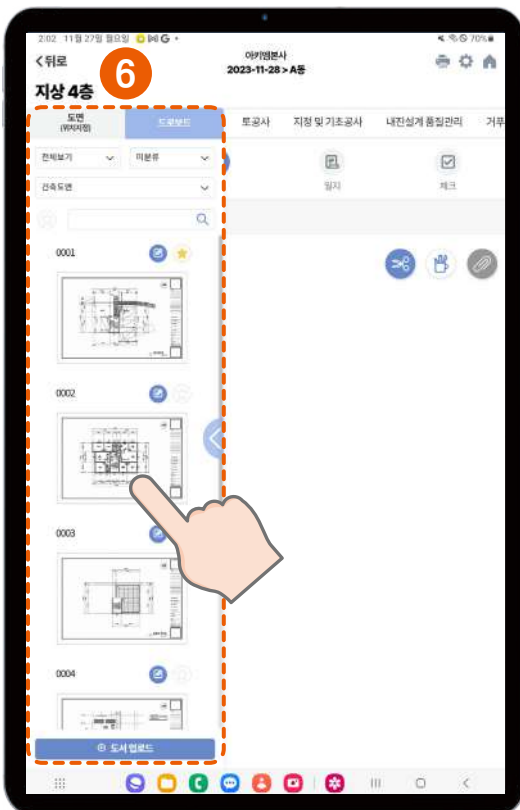 2:02 11월 27일 월요일
70%
<뒤로
아키엠본사
2023-11-28 > A동
6
지상 4층
도면
(위치지정)
드로보드
토공사
지정 및 기초공사
내진설계 품질관리
거푸
전체보기
미분류
일지
체크
건축도면
0001
0002
0003
0004
도서 업로드